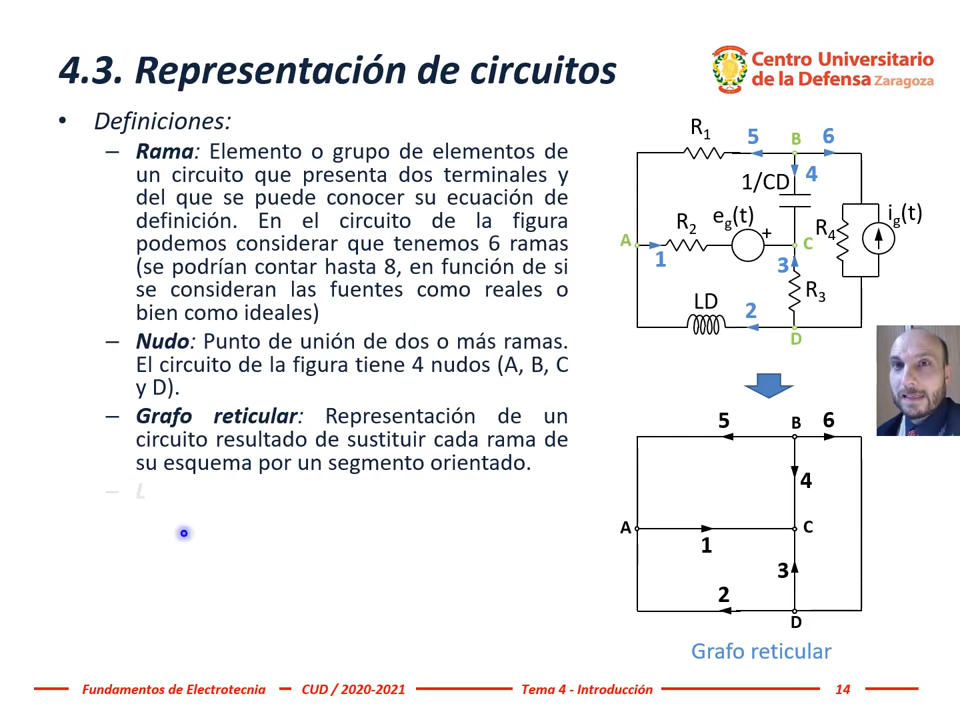 4.3. Representación de circuitos
Centro Universitario
de la Defensa Zaragoza
• Definiciones:
– Rama: Elemento o grupo de elementos de
un circuito que presenta dos terminales y
del que se puede conocer su ecuación de
definición. En el circuito de la figura
podemos considerar que tenemos 6 ramas
(se podrían contar hasta 8, en función de si
se consideran las fuentes como reales o
bien como ideales)
– Nudo: Punto de unión de dos o más ramas.
El circuito de la figura tiene 4 nudos (A, B, C
y D).
– Grafo reticular: Representación de un
circuito resultado de sustituir cada rama de
su esquema por un segmento orientado.
– L
R1 5 B 6
1/CD 4
A 1 R2 eg(t) + C R4 ig(t)
3 R3
LD 2
D
5 B 6
4
A 1 C
3
2
D
Grafo reticular
Fundamentos de Electrotecnia – CUD / 2020-2021 Tema 4 - Introducción 14